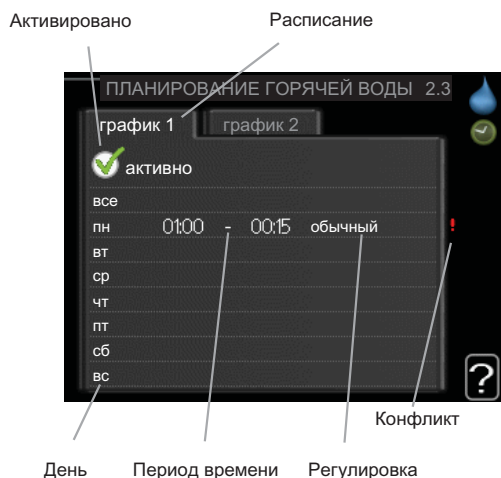 Активировано Расписание
ПЛАНИРОВАНИЕ ГОРЯЧЕЙ ВОДЫ 2.3
график 1 график 2
активно
все
пн 01:00 - 00:15 обычный !
вт
ср
чт
пт
сб
вс
?
Конфликт
День Период времени Регулировка